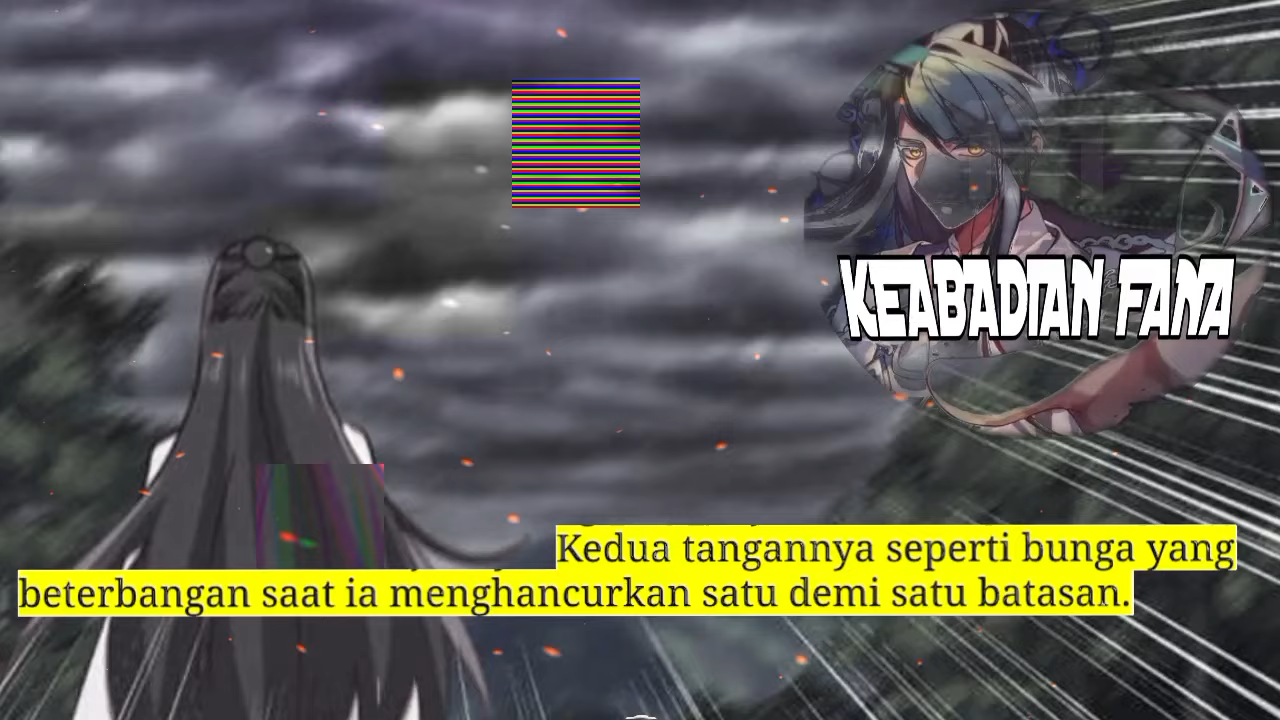 KEABADIAN FANA
Kedua tangannya seperti bunga yang
beterbangan saat ia menghancurkan satu demi satu batasan.